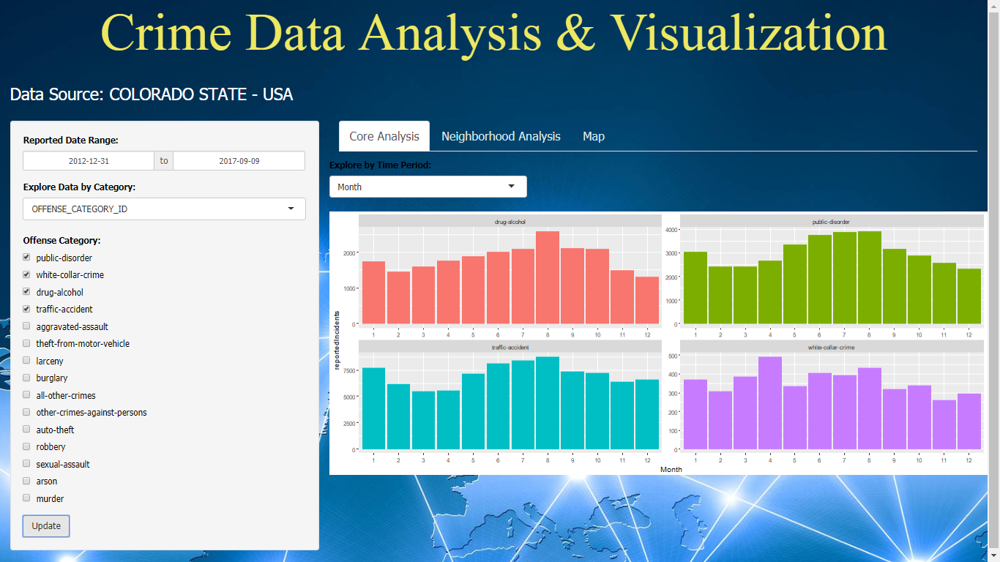 Crime Data Analysis & Visualization
Data Source: COLORADO STATE - USA
Reported Date Range:
2012-12-31 to 2017-09-09
Explore Data by Category:
OFFENSE_CATEGORY_ID
Offense Category:
public-disorder
white-collar-crime
drug-alcohol
traffic-accident
aggravated-assault
theft-from-motor-vehicle
larceny
burglary
all-other-crimes
other-crimes-against-persons
auto-theft
robbery
sexual-assault
arson
murder
Update
Core Analysis Neighborhood Analysis Map
Explore by Time Period:
Month
reportedIncidents
drug-alcohol
2000
1000
0
1 2 3 4 5 6 7 8 9 10 11 12
public-disorder
4000
3000
2000
1000
0
1 2 3 4 5 6 7 8 9 10 11 12
traffic-accident
7500
5000
2500
0
1 2 3 4 5 6 7 8 9 10 11 12
white-collar-crime
500
400
300
200
100
0
1 2 3 4 5 6 7 8 9 10 11 12
Month